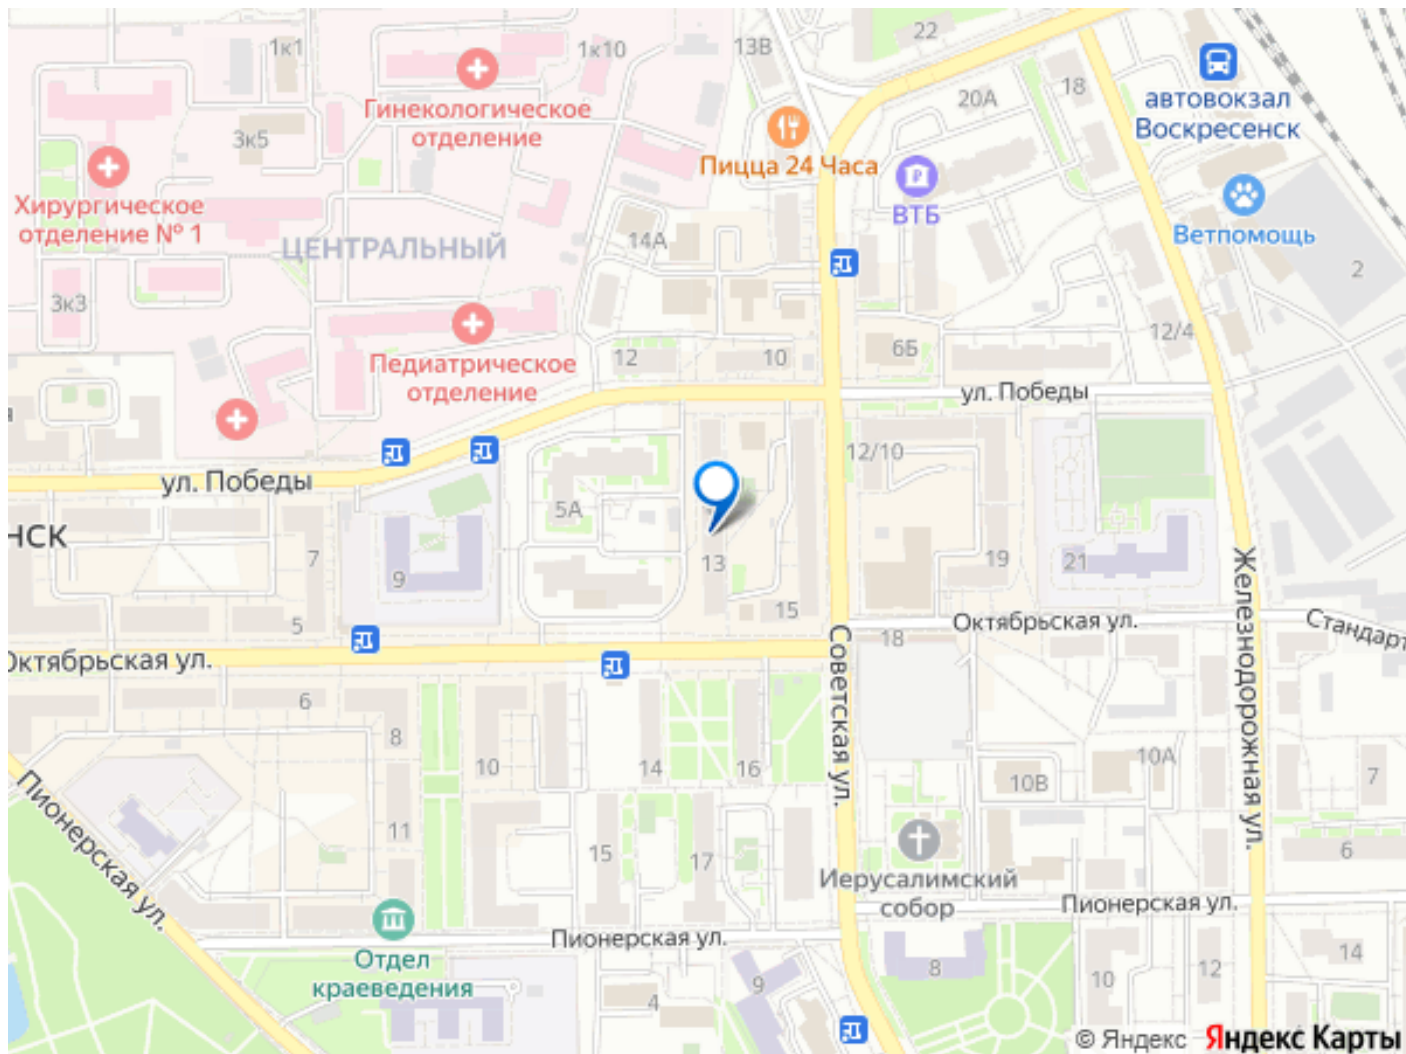 22
1к1
1к10
13В
18
20А
автовокзал
Воскресенск
Гинекологическое
отделение
3к5
Пицца 24 Часа
ВТБ
Хирургическое
отделение № 1
ЦЕНТРАЛЬНЫЙ
14А
Ветпомощь
2
3к3
12/4
Педиатрическое
отделение
12
10
6Б
ул. Победы
12/10
ул. Победы
5А
НСК
7
9
13
19
21
15
5
Железнодорожная ул.
Октябрьская ул.
Стандарт
18
Октябрьская ул.
Советская ул.
6
8
10
14
16
10В
10А
7
Пионерская ул.
11
15
17
6
Иерусалимский
собор
Пионерская ул.
Пионерская ул.
Отдел
краеведения
9
8
10
12
14
4
© Яндекс Яндекс Карты